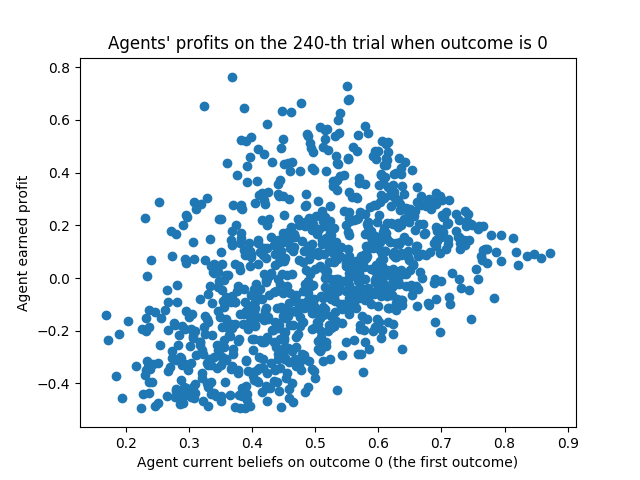 Agents' profits on the 240-th trial when outcome is 0
0.8
0.6
0.4
0.2
0.0
−0.2
−0.4
Agent earned profit
0.2 0.3 0.4 0.5 0.6 0.7 0.8 0.9
Agent current beliefs on outcome 0 (the first outcome)